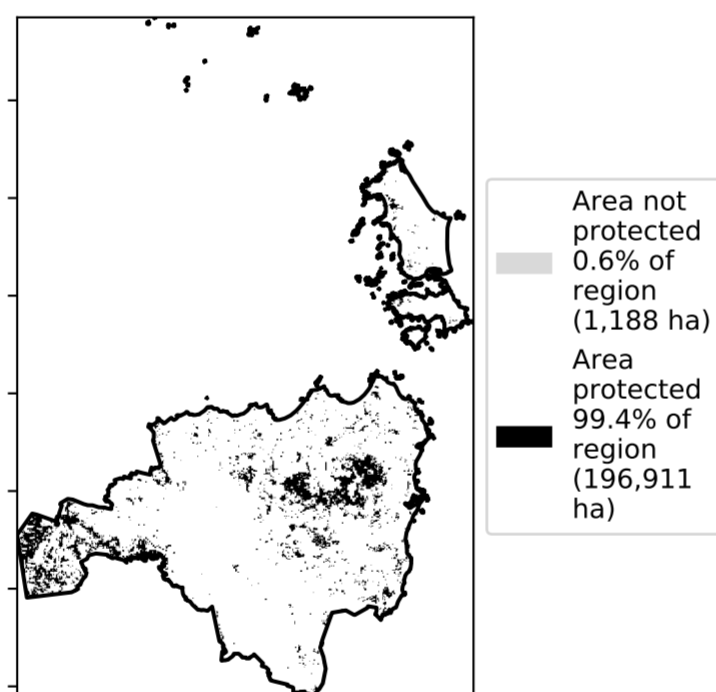 Area not
protected
0.6% of
region
(1,188 ha)
Area
protected
99.4% of
region
(196,911
ha)